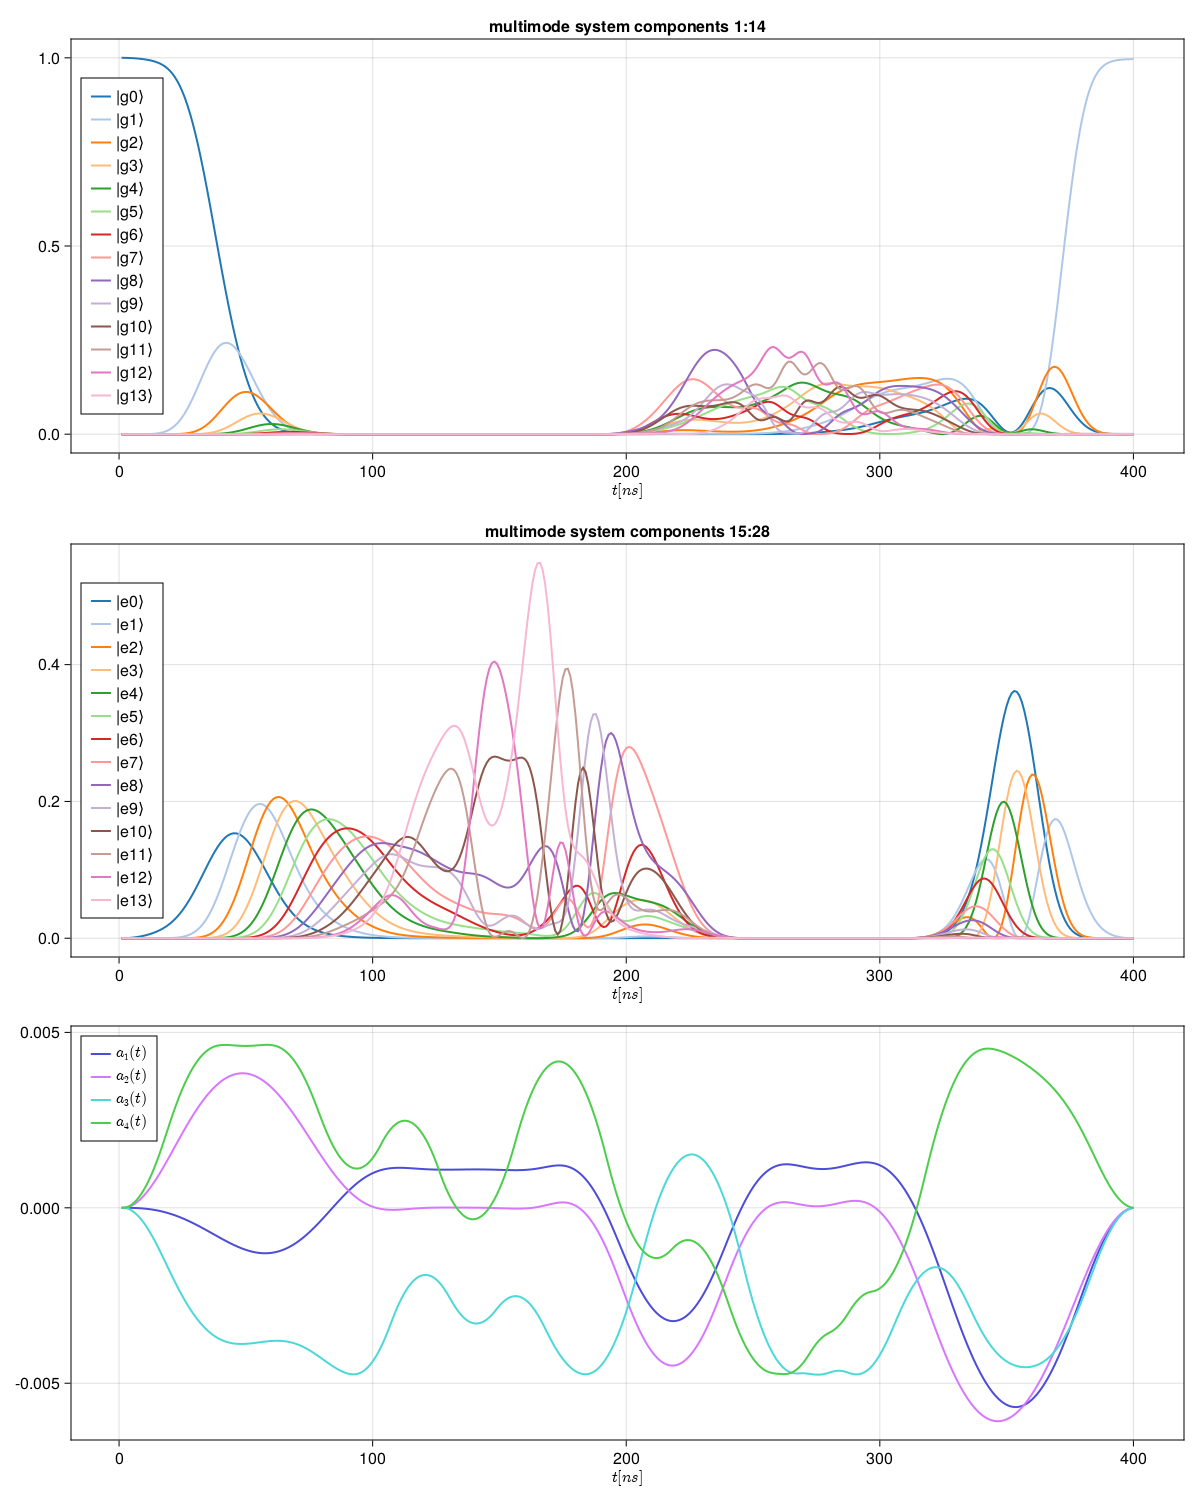 multimode system components 1:14
1.0
0.5
0.0
|g0⟩
|g1⟩
|g2⟩
|g3⟩
|g4⟩
|g5⟩
|g6⟩
|g7⟩
|g8⟩
|g9⟩
|g10⟩
|g11⟩
|g12⟩
|g13⟩
0 100 200 300 400
t[ns]
multimode system components 15:28
0.4
0.2
0.0
|e0⟩
|e1⟩
|e2⟩
|e3⟩
|e4⟩
|e5⟩
|e6⟩
|e7⟩
|e8⟩
|e9⟩
|e10⟩
|e11⟩
|e12⟩
|e13⟩
0 100 200 300 400
t[ns]
0.005
0.000
-0.005
a₁(t)
a₂(t)
a₃(t)
a₄(t)
0 100 200 300 400
t[ns]